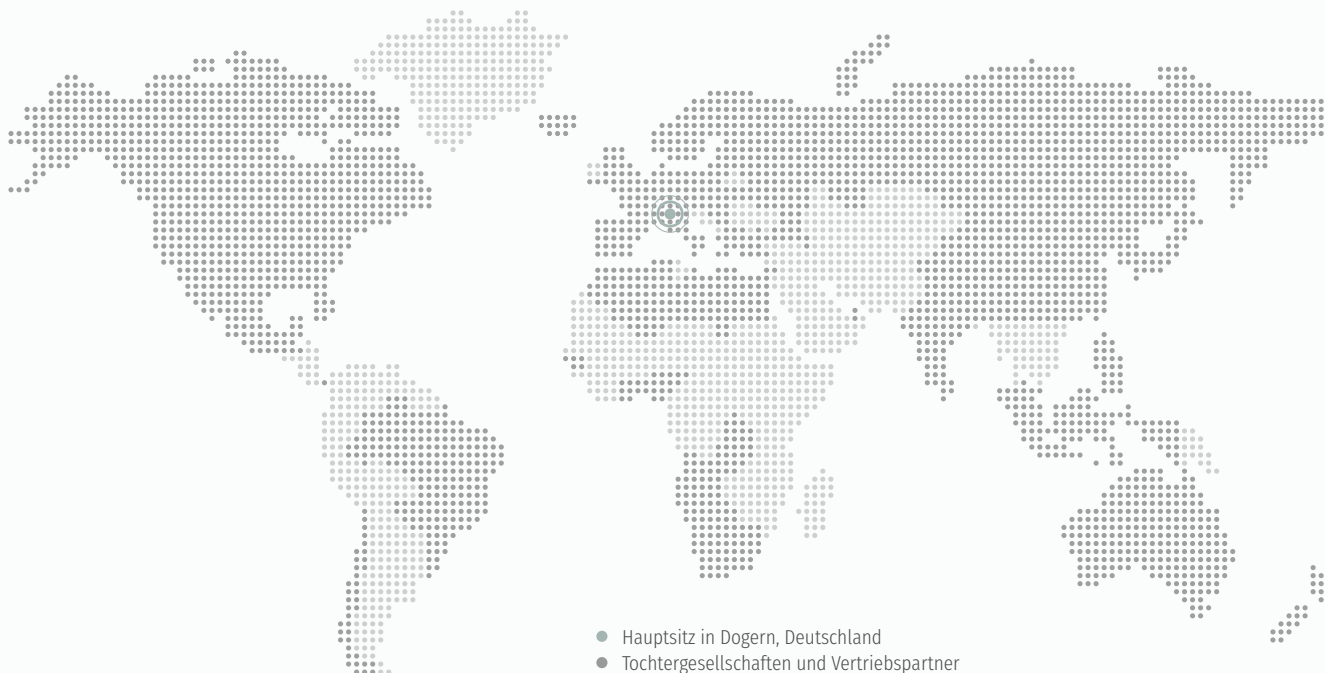 Hauptsitz in Dogern, Deutschland
Tochtergesellschaften und Vertriebspartner